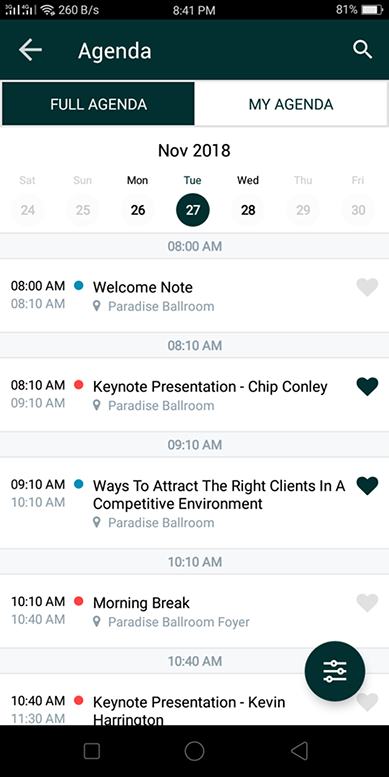 3G 4G 260 B/s 8:41 PM 81%
Agenda
FULL AGENDA MY AGENDA
Nov 2018
Sat Sun Mon Tue Wed Thu Fri
24 25 26 27 28 29 30
08:00 AM
08:00 AM Welcome Note
08:10 AM Paradise Ballroom
08:10 AM
08:10 AM Keynote Presentation - Chip Conley
09:10 AM Paradise Ballroom
09:10 AM
09:10 AM Ways To Attract The Right Clients In A
10:10 AM Competitive Environment
Paradise Ballroom
10:10 AM
10:10 AM Morning Break
10:40 AM Paradise Ballroom Foyer
10:40 AM
10:40 AM Keynote Presentation - Kevin
11:30 AM Harrington